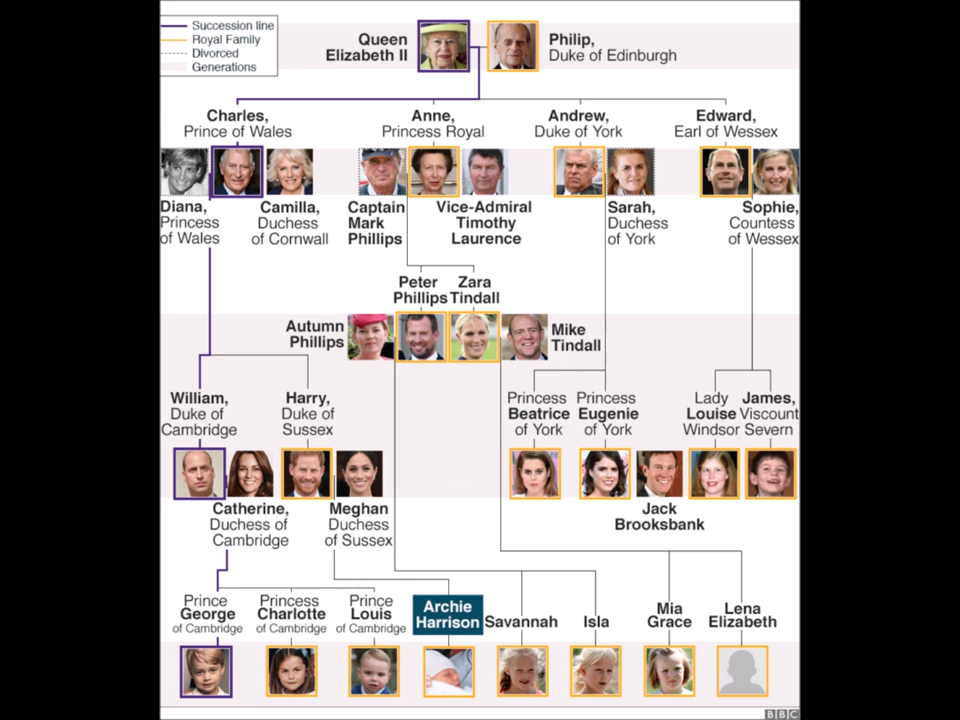 Succession line
Royal Family
Divorced
Generations
Queen
Elizabeth II
Philip,
Duke of Edinburgh
Charles,
Prince of Wales
Anne,
Princess Royal
Andrew,
Duke of York
Edward,
Earl of Wessex
Diana,
Princess
of Wales
Camilla,
Duchess
of Cornwall
Captain
Mark
Phillips
Vice-Admiral
Timothy
Laurence
Sarah,
Duchess
of York
Sophie,
Countess
of Wessex
Peter
Phillips
Zara
Tindall
Autumn
Phillips
Mike
Tindall
William,
Duke of
Cambridge
Harry,
Duke of
Sussex
Princess
Beatrice
of York
Princess
Eugenie
of York
Lady
Louise
Windsor
James,
Viscount
Severn
Catherine,
Duchess of
Cambridge
Meghan
Duchess
of Sussex
Jack
Brooksbank
Prince
George
of Cambridge
Princess
Charlotte
of Cambridge
Prince
Louis
of Cambridge
Archie
Harrison
Savannah
Isla
Mia
Grace
Lena
Elizabeth
BBC